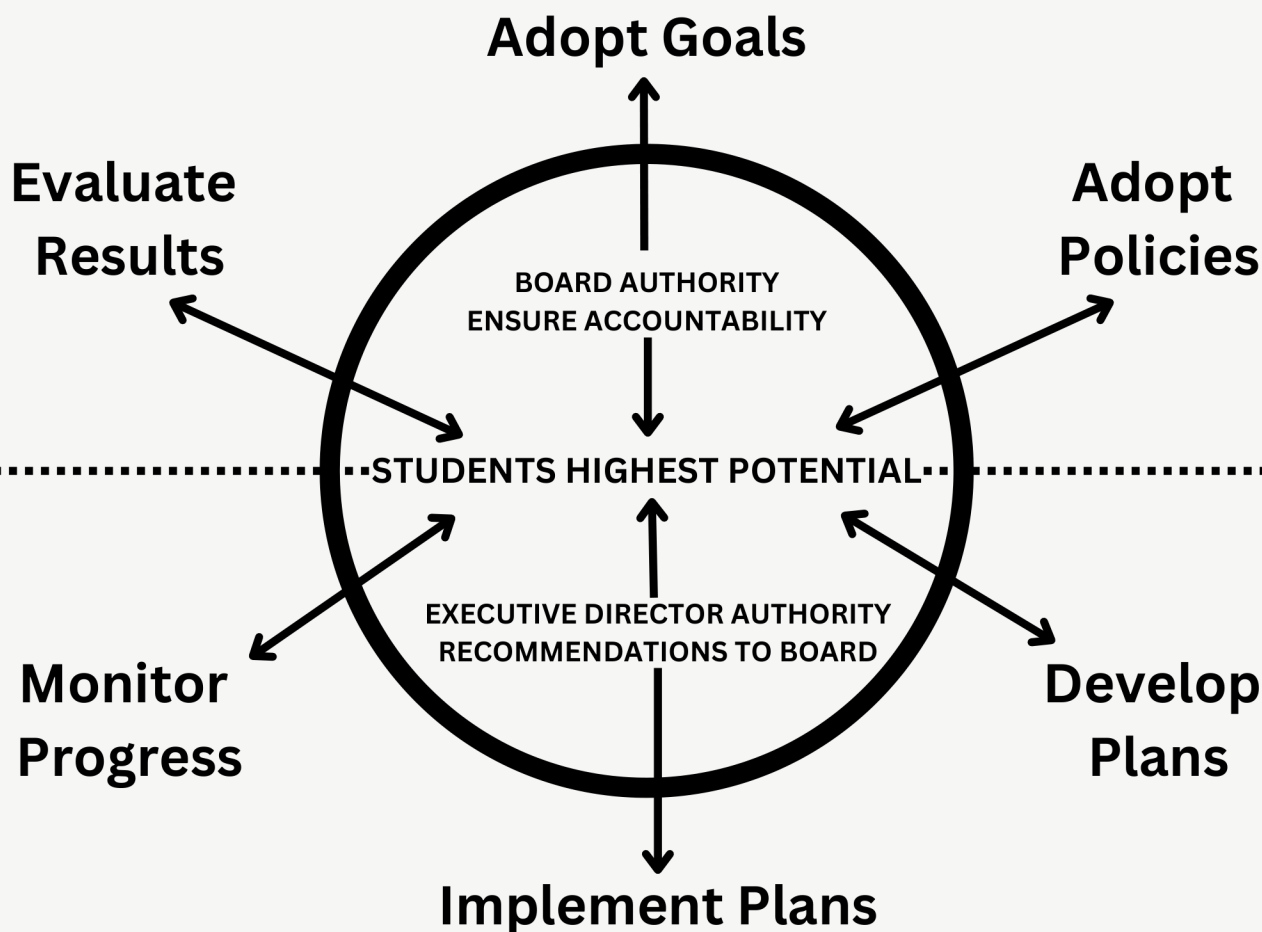 Adopt Goals
Evaluate
Results
Adopt
Policies
BOARD AUTHORITY
ENSURE ACCOUNTABILITY
STUDENTS HIGHEST POTENTIAL
EXECUTIVE DIRECTOR AUTHORITY
RECOMMENDATIONS TO BOARD
Monitor
Progress
Develop
Plans
Implement Plans